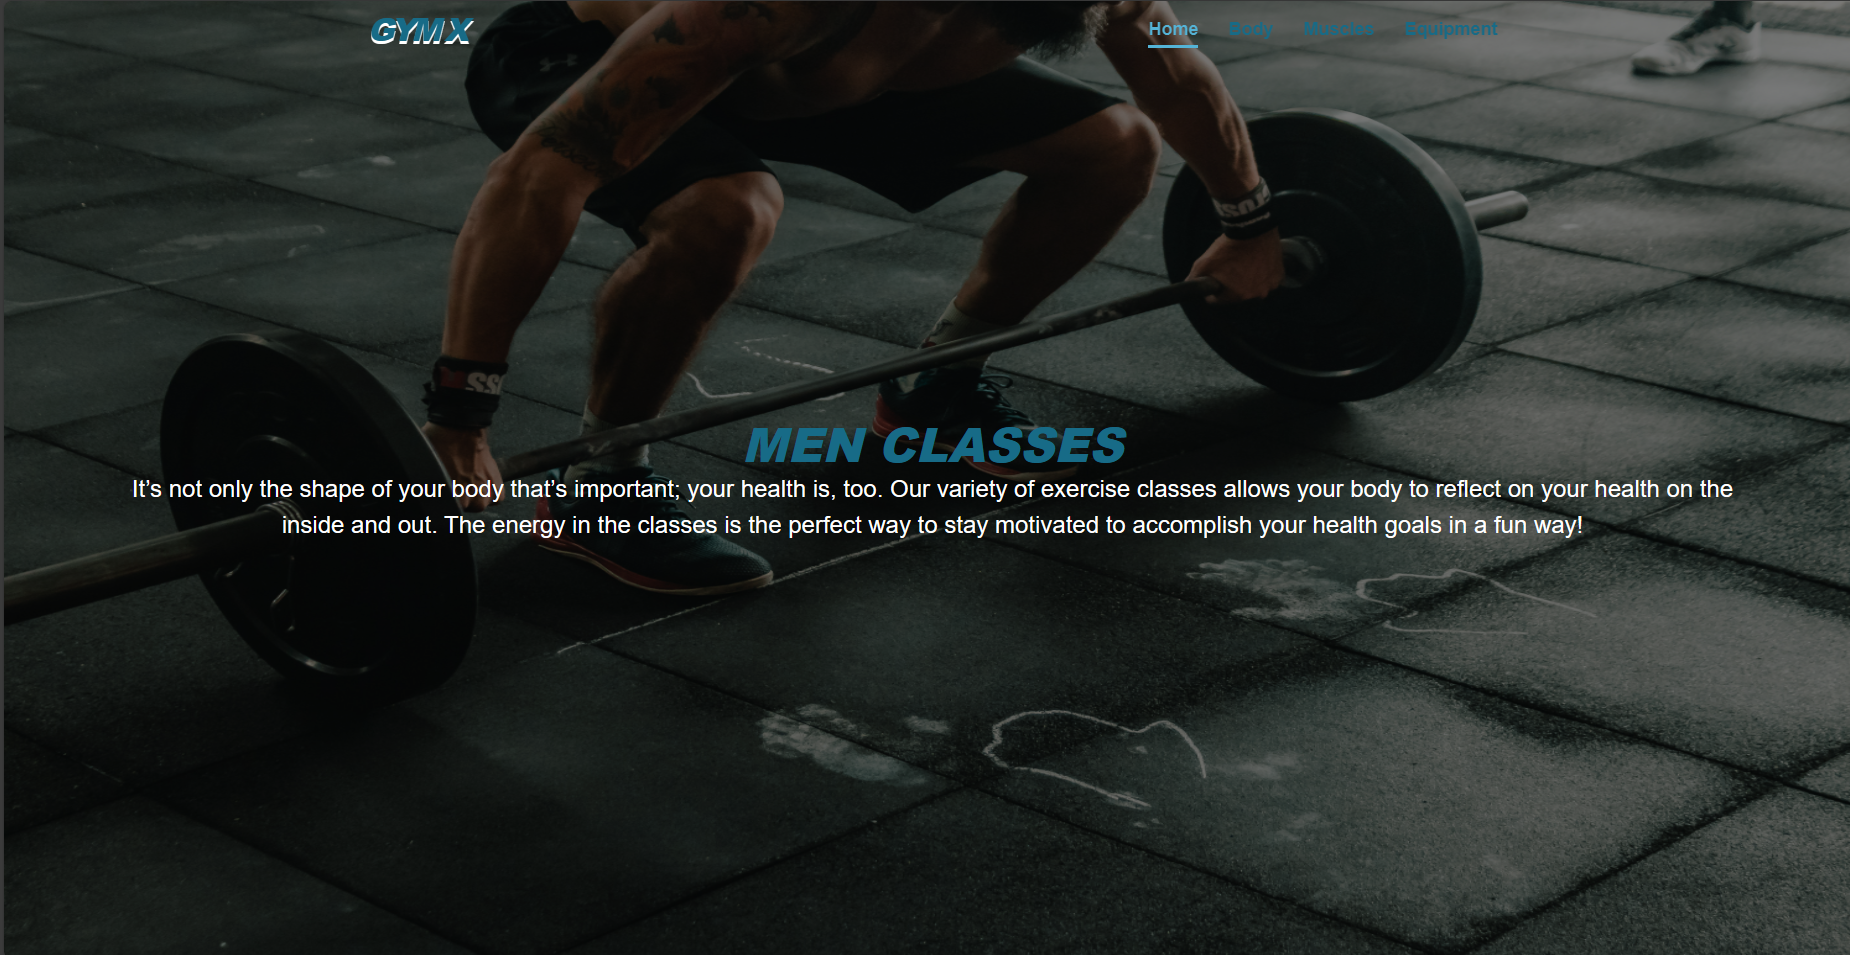 GYM X
Home Body Muscles Equipment
MEN CLASSES
It’s not only the shape of your body that’s important; your health is, too. Our variety of exercise classes allows your body to reflect on your health on the
inside and out. The energy in the classes is the perfect way to stay motivated to accomplish your health goals in a fun way!